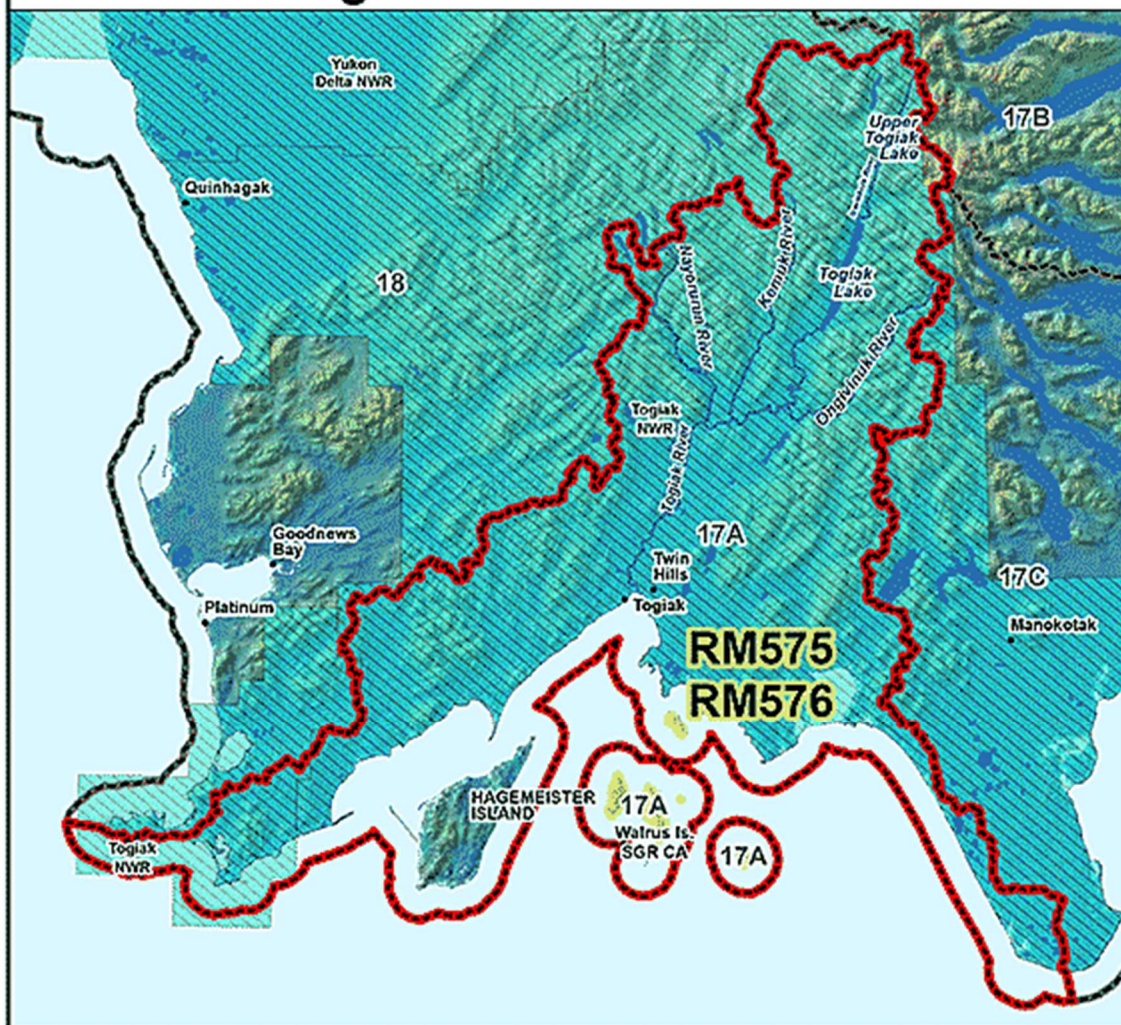 Yukon
Delta NWR
17B
Upper
Togiak
Lake
Quinhagak
18
Nayorurun River
Kemuk River
Togiak
Lake
Ongivinuk River
Togiak
NWR
Togiak River
17A
Goodnews
Bay
Twin
Hills
17C
Platinum
Togiak
Manokotak
RM575
RM576
HAGEMEISTER
ISLAND
17A
Walrus Is.
SGR CA
17A
Togiak
NWR